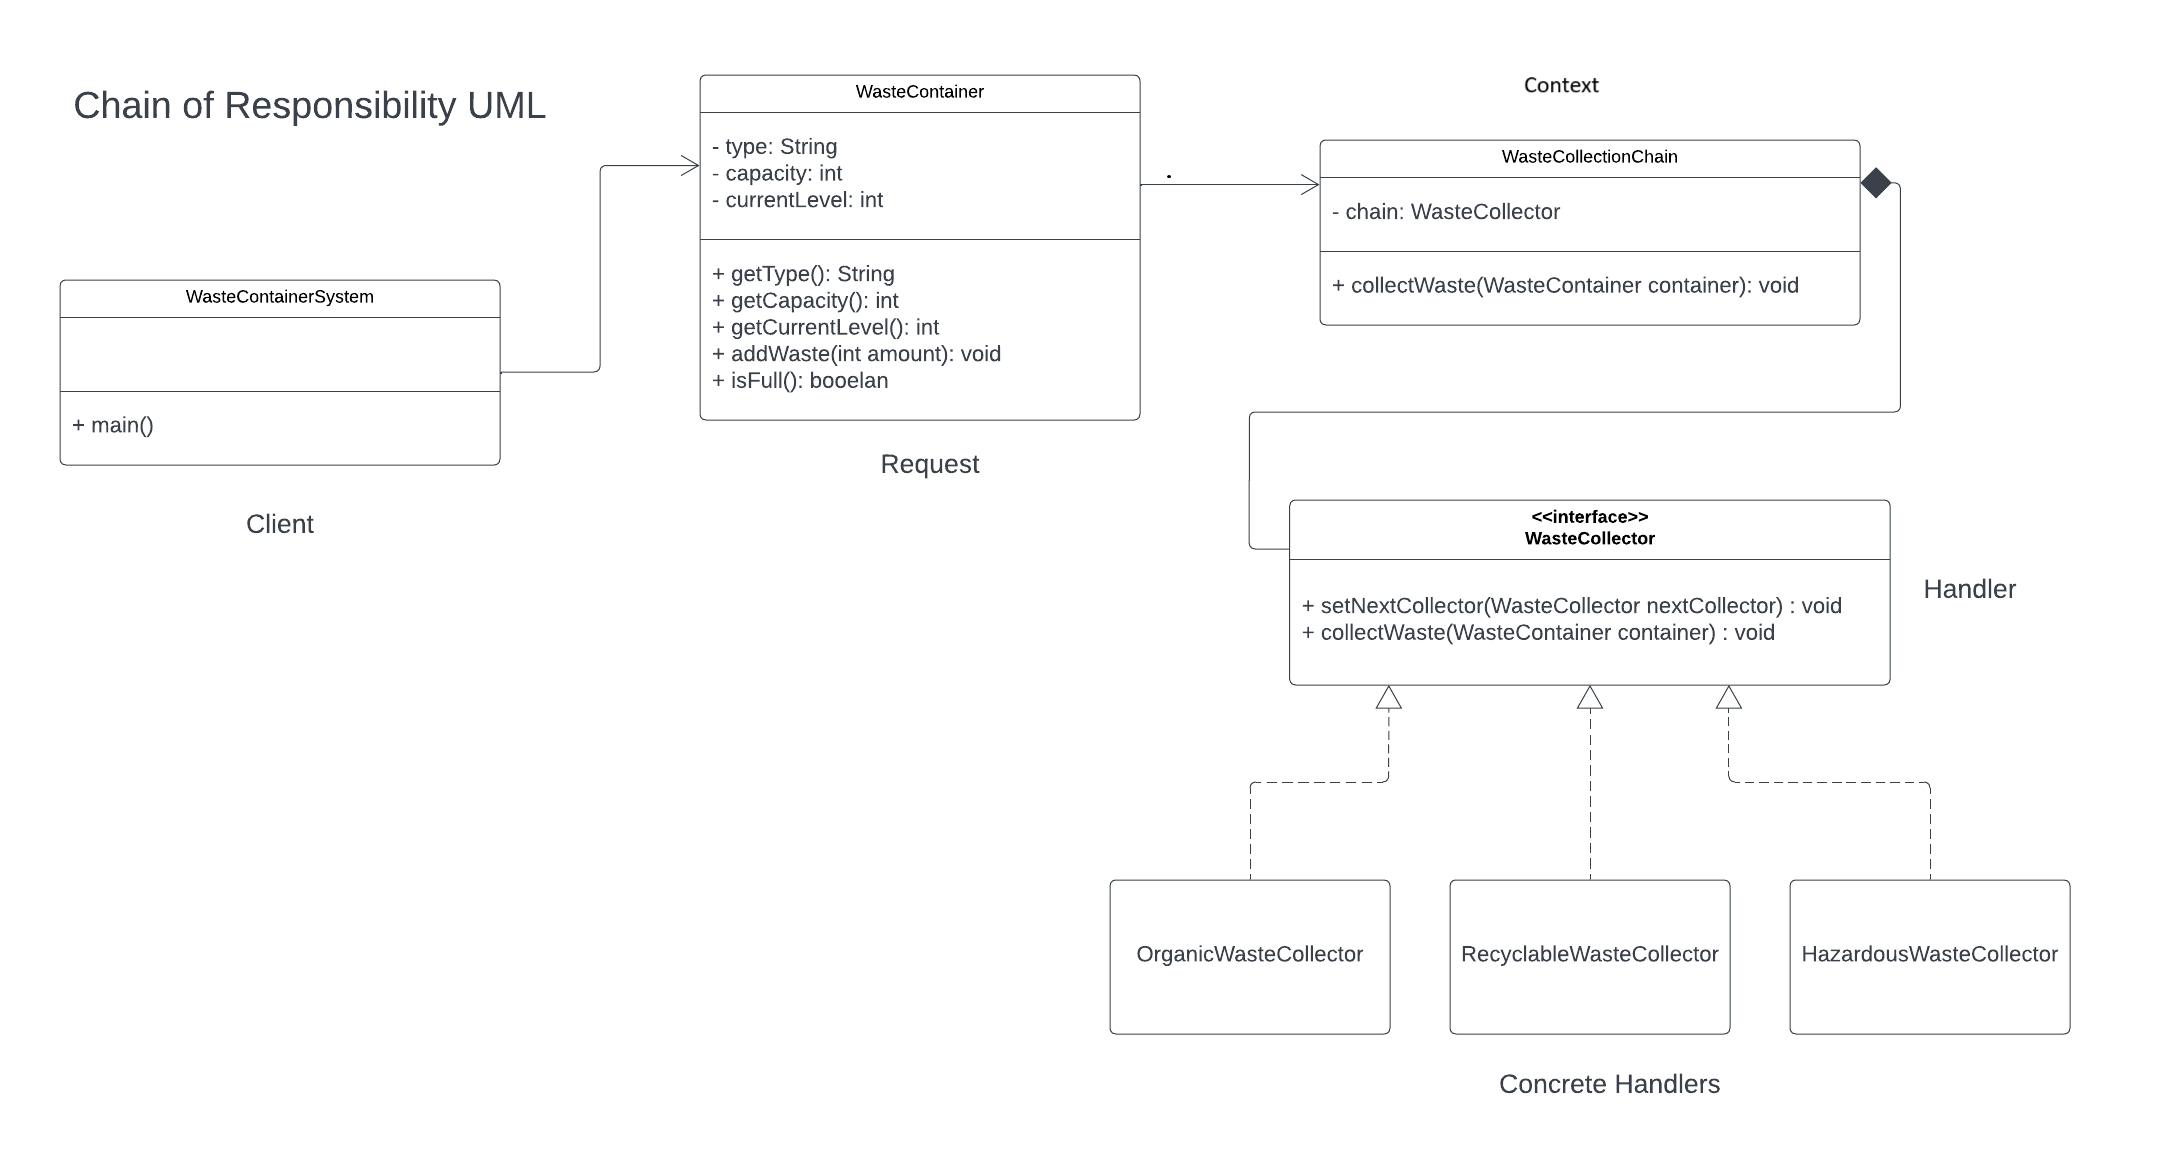 Chain of Responsibility UML
WasteContainerSystem
+ main()
Client
WasteContainer
- type: String
- capacity: int
- currentLevel: int
+ getType(): String
+ getCapacity(): int
+ getCurrentLevel(): int
+ addWaste(int amount): void
+ isFull(): booelan
Request
Context
WasteCollectionChain
- chain: WasteCollector
+ collectWaste(WasteContainer container): void
<<interface>>
WasteCollector
+ setNextCollector(WasteCollector nextCollector) : void
+ collectWaste(WasteContainer container) : void
Handler
OrganicWasteCollector
RecyclableWasteCollector
HazardousWasteCollector
Concrete Handlers